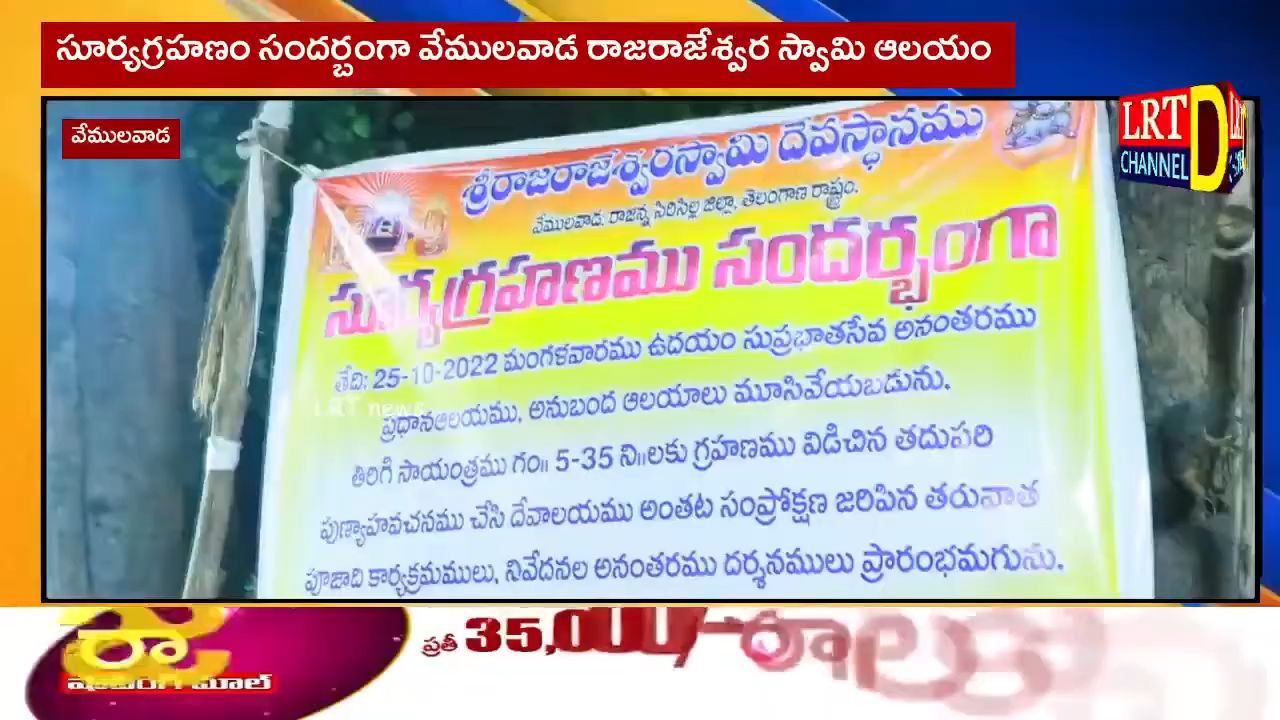 సూర్యగ్రహణం సందర్భంగా వేములవాడ రాజరాజేశ్వర స్వామి ఆలయం
వేములవాడ
LRT
CHANNEL
శ్రీరాజరాజేశ్వరస్వామి దేవస్థానము
వేములవాడ, రాజన్న సిరిసిల్ల జిల్లా, తెలంగాణ రాష్ట్రం.
సూర్యగ్రహణము సందర్భంగా
తేది: 25-10-2022 మంగళవారము ఉదయం సుప్రభాతసేవ అనంతరము
ప్రధానఆలయము, అనుబంద ఆలయాలు మూసివేయబడును.
LRT news
తిరిగి సాయంత్రము గం॥ 5-35 ని॥లకు గ్రహణము విడిచిన తదుపరి
పుణ్యాహవచనము చేసి దేవాలయము అంతట సంప్రోక్షణ జరిపిన తరువాత
పూజాది కార్యక్రమములు, నివేదనల అనంతరము దర్శనములు ప్రారంభమగును.
ప్రతీ 35,000/-